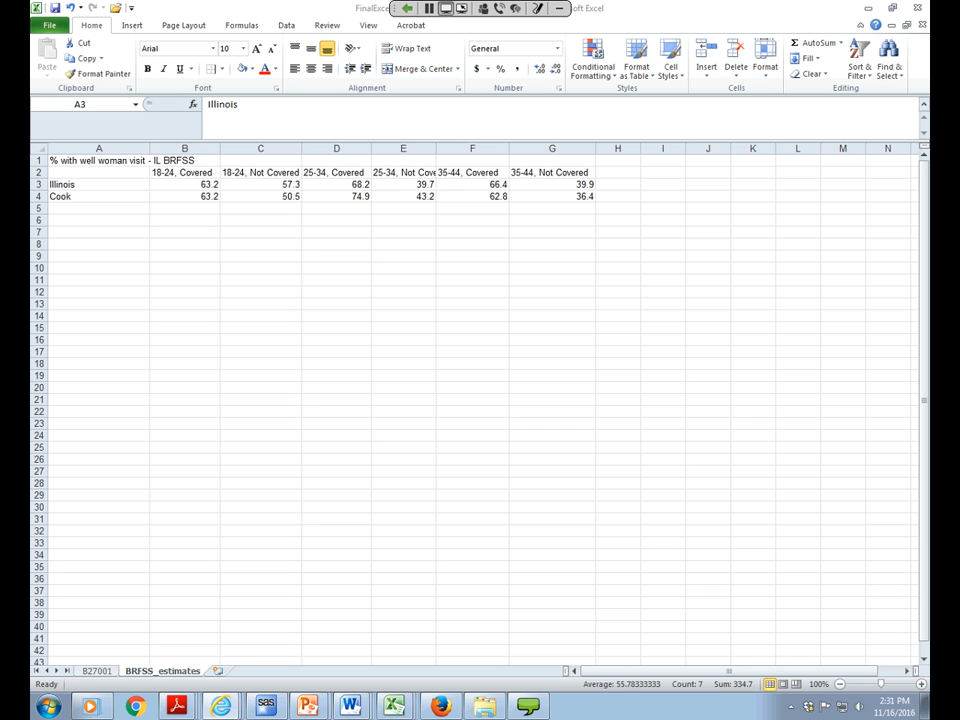 FinalExce soft Excel
File Home Insert Page Layout Formulas Data Review View Acrobat
Cut
Copy
Format Painter
Paste
Arial 10
B I U
Wrap Text
Merge & Center
General
$ % ,
Conditional Formatting
Format as Table
Cell Styles
Insert Delete Format
AutoSum
Fill
Clear
Sort & Filter
Find & Select
Clipboard Font Alignment Number Styles Cells Editing
A3 fx Illinois
A B C D E F G H I J K L M N
1 % with well woman visit - IL BRFSS
2 18-24, Covered 18-24, Not Covered 25-34, Covered 25-34, Not Cove 35-44, Covered 35-44, Not Covered
3 Illinois 63.2 57.3 68.2 39.7 66.4 39.9
4 Cook 63.2 50.5 74.9 43.2 62.8 36.4
5
6
7
8
9
10
11
12
13
14
15
16
17
18
19
20
21
22
23
24
25
26
27
28
29
30
31
32
33
34
35
36
37
38
39
40
41
42
43
B27001 BRFSS_estimates
Ready Average: 55.78333333 Count: 7 Sum: 334.7 100%
sas
2:31 PM
11/16/2016